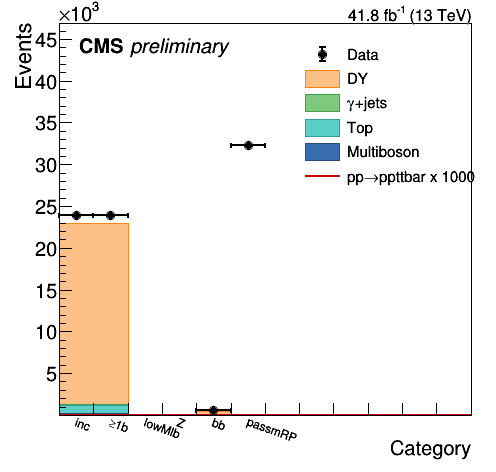 ×10³
41.8 fb⁻¹ (13 TeV)
Events
CMS preliminary
Data
DY
γ+jets
Top
Multiboson
pp→ppttbar x 1000
45
40
35
30
25
20
15
10
5
inc
≥1b
lowMlb
Z
bb
passmRP
Category